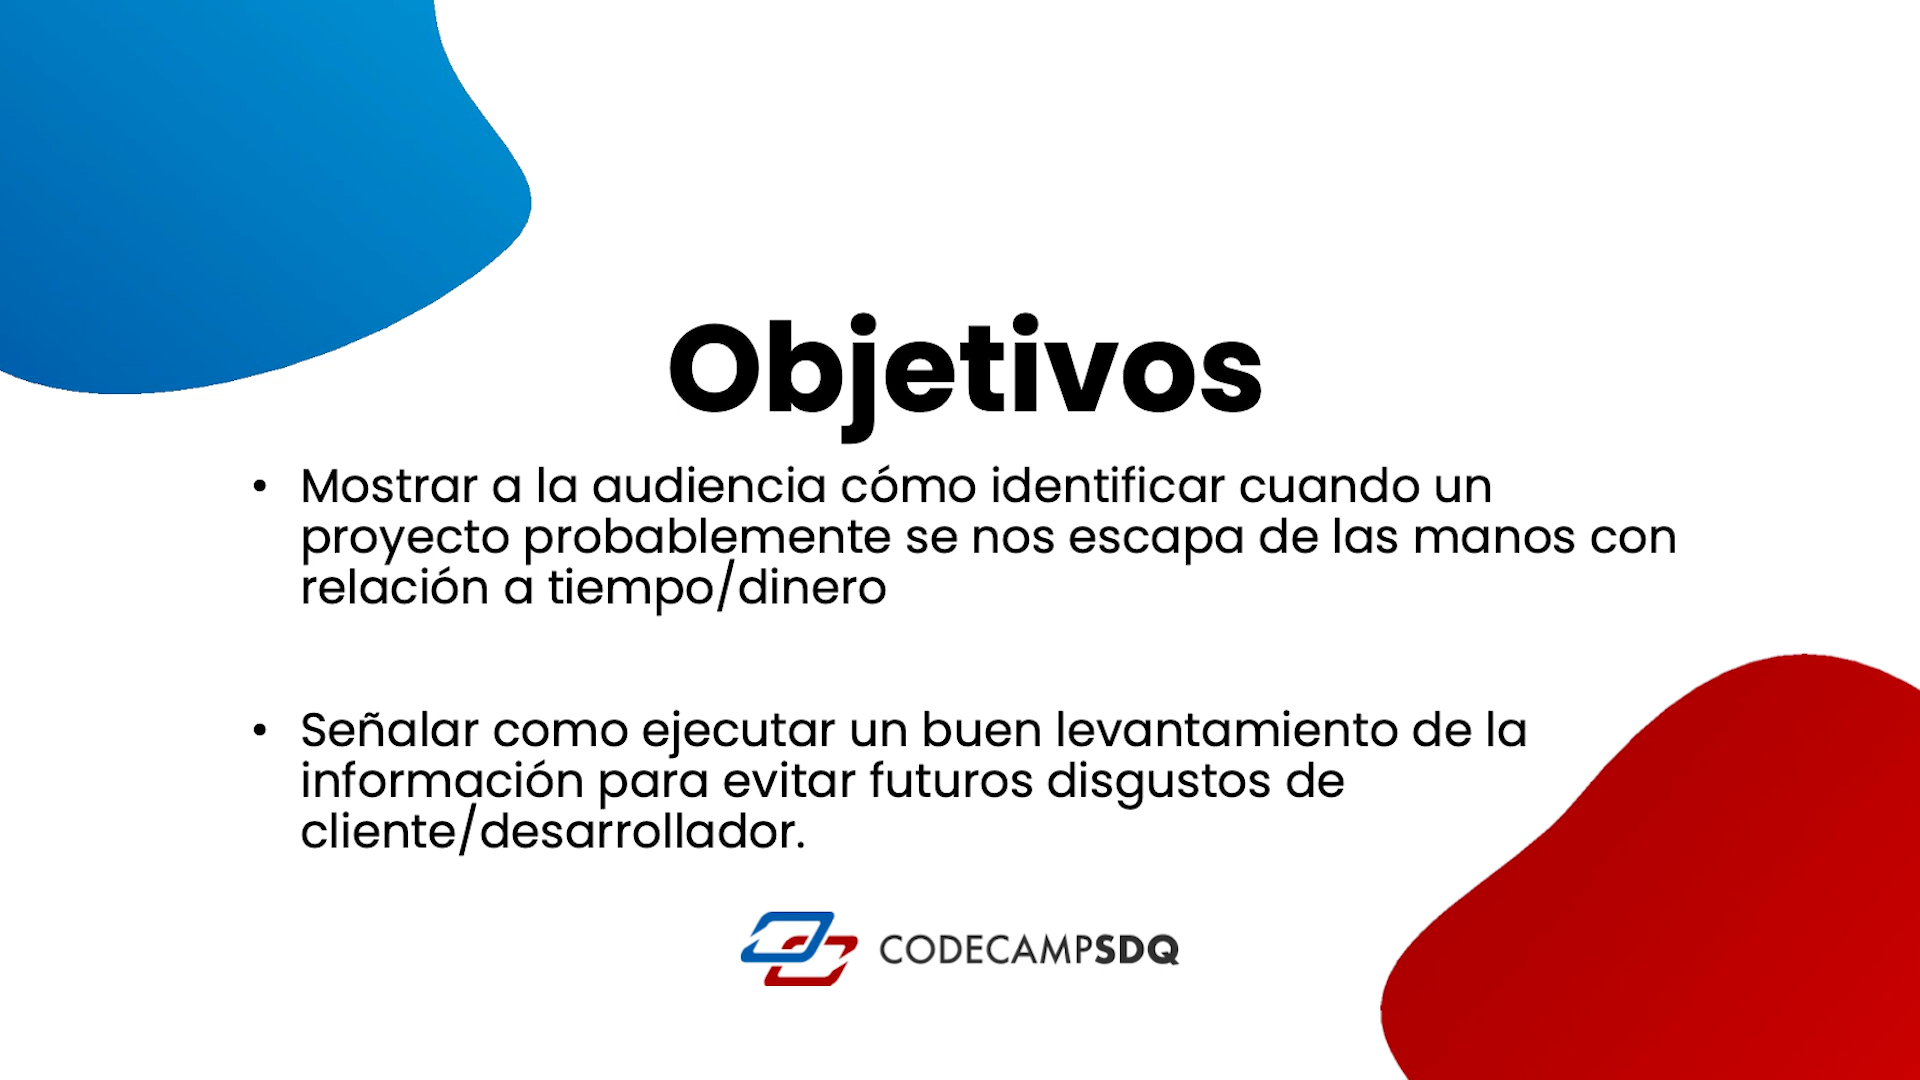 Objetivos
• Mostrar a la audiencia cómo identificar cuando un
proyecto probablemente se nos escapa de las manos con
relación a tiempo/dinero
• Señalar como ejecutar un buen levantamiento de la
información para evitar futuros disgustos de
cliente/desarrollador.
CODECAMPSDQ